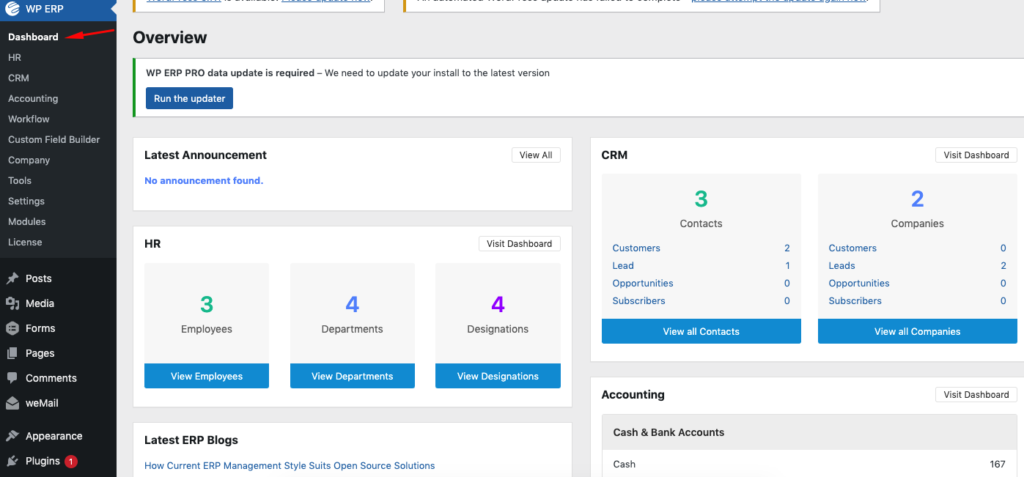 WP ERP
Dashboard
HR
CRM
Accounting
Workflow
Custom Field Builder
Company
Tools
Settings
Modules
License
Posts
Media
Forms
Pages
Comments
weMail
Appearance
Plugins 1
Overview
WP ERP PRO data update is required – We need to update your install to the latest version
Run the updater
Latest Announcement
View All
No announcement found.
HR
Visit Dashboard
3
Employees
View Employees
4
Departments
View Departments
4
Designations
View Designations
Latest ERP Blogs
How Current ERP Management Style Suits Open Source Solutions
CRM
Visit Dashboard
3
Contacts
Customers 2
Lead 1
Opportunities 0
Subscribers 0
View all Contacts
2
Companies
Customers 0
Leads 2
Opportunities 0
Subscribers 0
View all Companies
Accounting
Visit Dashboard
Cash & Bank Accounts
Cash 167